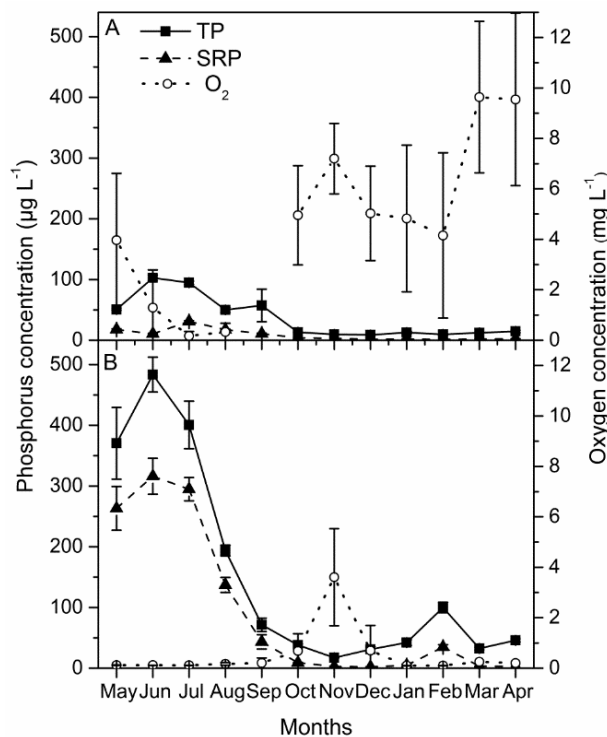 A
TP
SRP
O2
500
400
300
200
100
0
12
10
8
6
4
2
0
B
500
400
300
200
100
0
12
10
8
6
4
2
0
Phosphorus concentration (µg L-1)
Oxygen concentration (mg L-1)
May Jun Jul Aug Sep Oct Nov Dec Jan Feb Mar Apr
Months